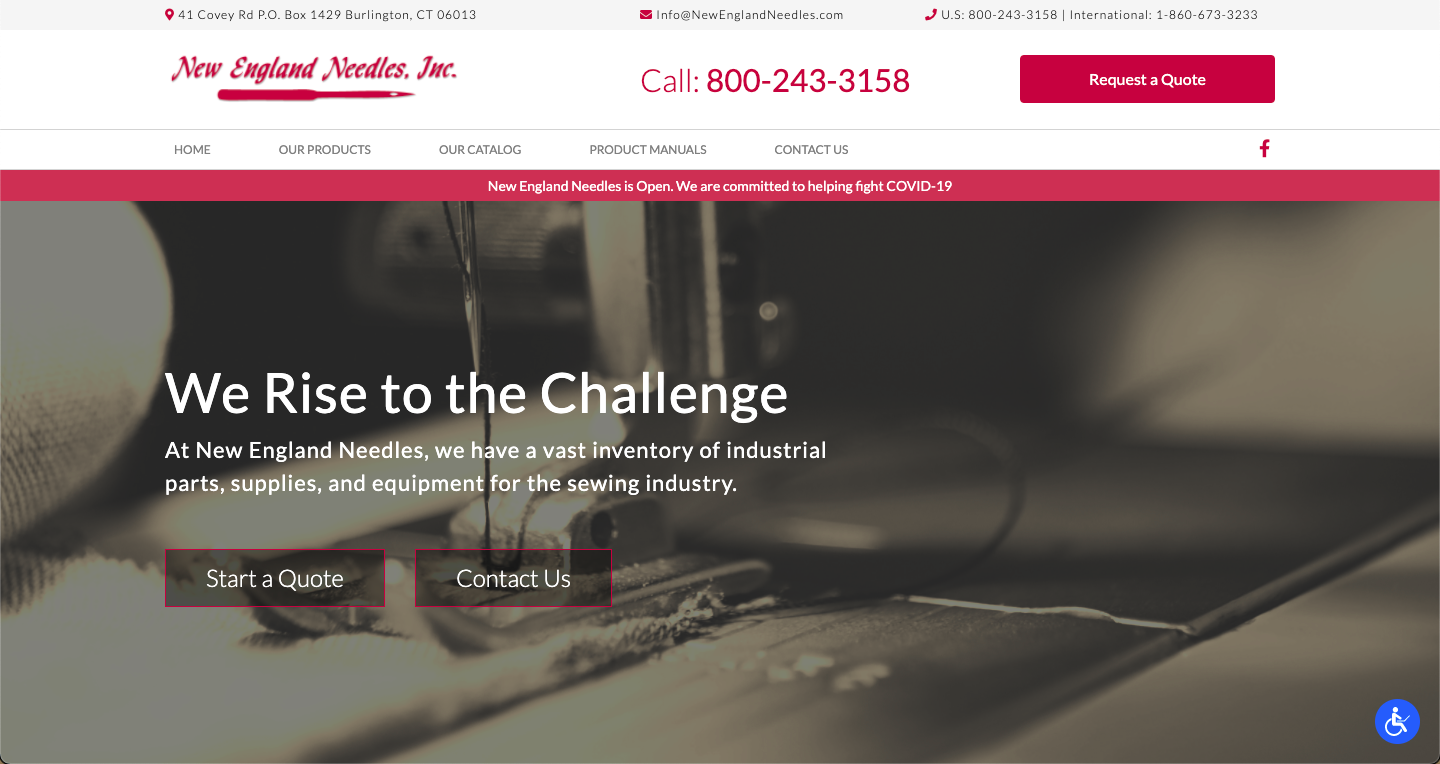 41 Covey Rd P.O. Box 1429 Burlington, CT 06013
Info@NewEnglandNeedles.com
U.S: 800-243-3158 | International: 1-860-673-3233
New England Needles, Inc.
Call: 800-243-3158
Request a Quote
HOME
OUR PRODUCTS
OUR CATALOG
PRODUCT MANUALS
CONTACT US
New England Needles is Open. We are committed to helping fight COVID-19
We Rise to the Challenge
At New England Needles, we have a vast inventory of industrial
parts, supplies, and equipment for the sewing industry.
Start a Quote
Contact Us